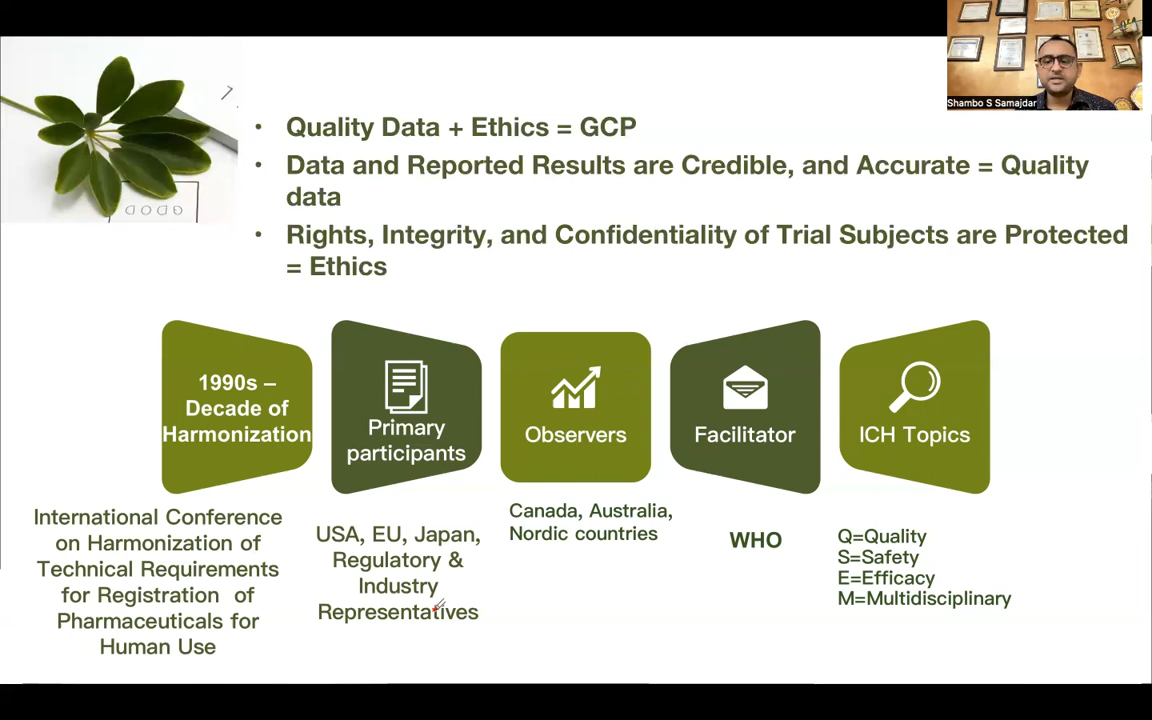 Shambo S Samajdar
• Quality Data + Ethics = GCP
• Data and Reported Results are Credible, and Accurate = Quality
data
• Rights, Integrity, and Confidentiality of Trial Subjects are Protected
= Ethics
1990s –
Decade of
Harmonization
Primary
participants
Observers
Facilitator
ICH Topics
International Conference
on Harmonization of
Technical Requirements
for Registration of
Pharmaceuticals for
Human Use
USA, EU, Japan,
Regulatory &
Industry
Representatives
Canada, Australia,
Nordic countries
WHO
Q=Quality
S=Safety
E=Efficacy
M=Multidisciplinary